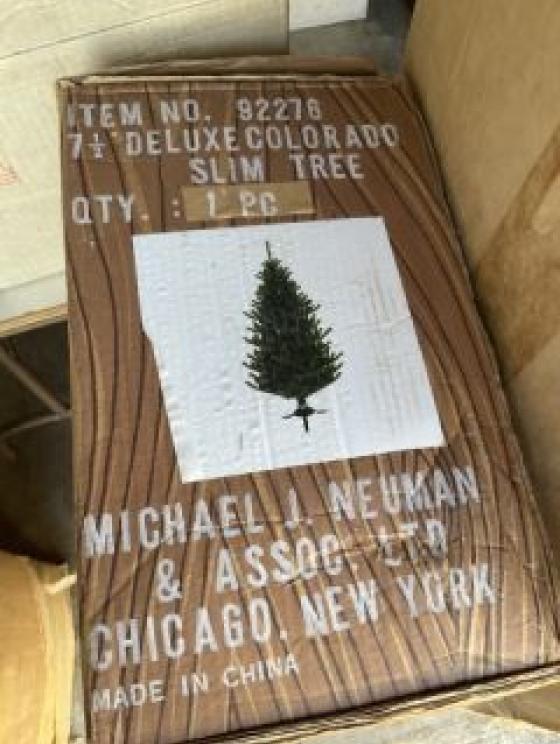 ITEM NO. 92276
7½' DELUXE COLORADO
SLIM TREE
QTY. : 1 PC
MICHAEL J. NEUMAN
& ASSOC. LTD
CHICAGO, NEW YORK
MADE IN CHINA